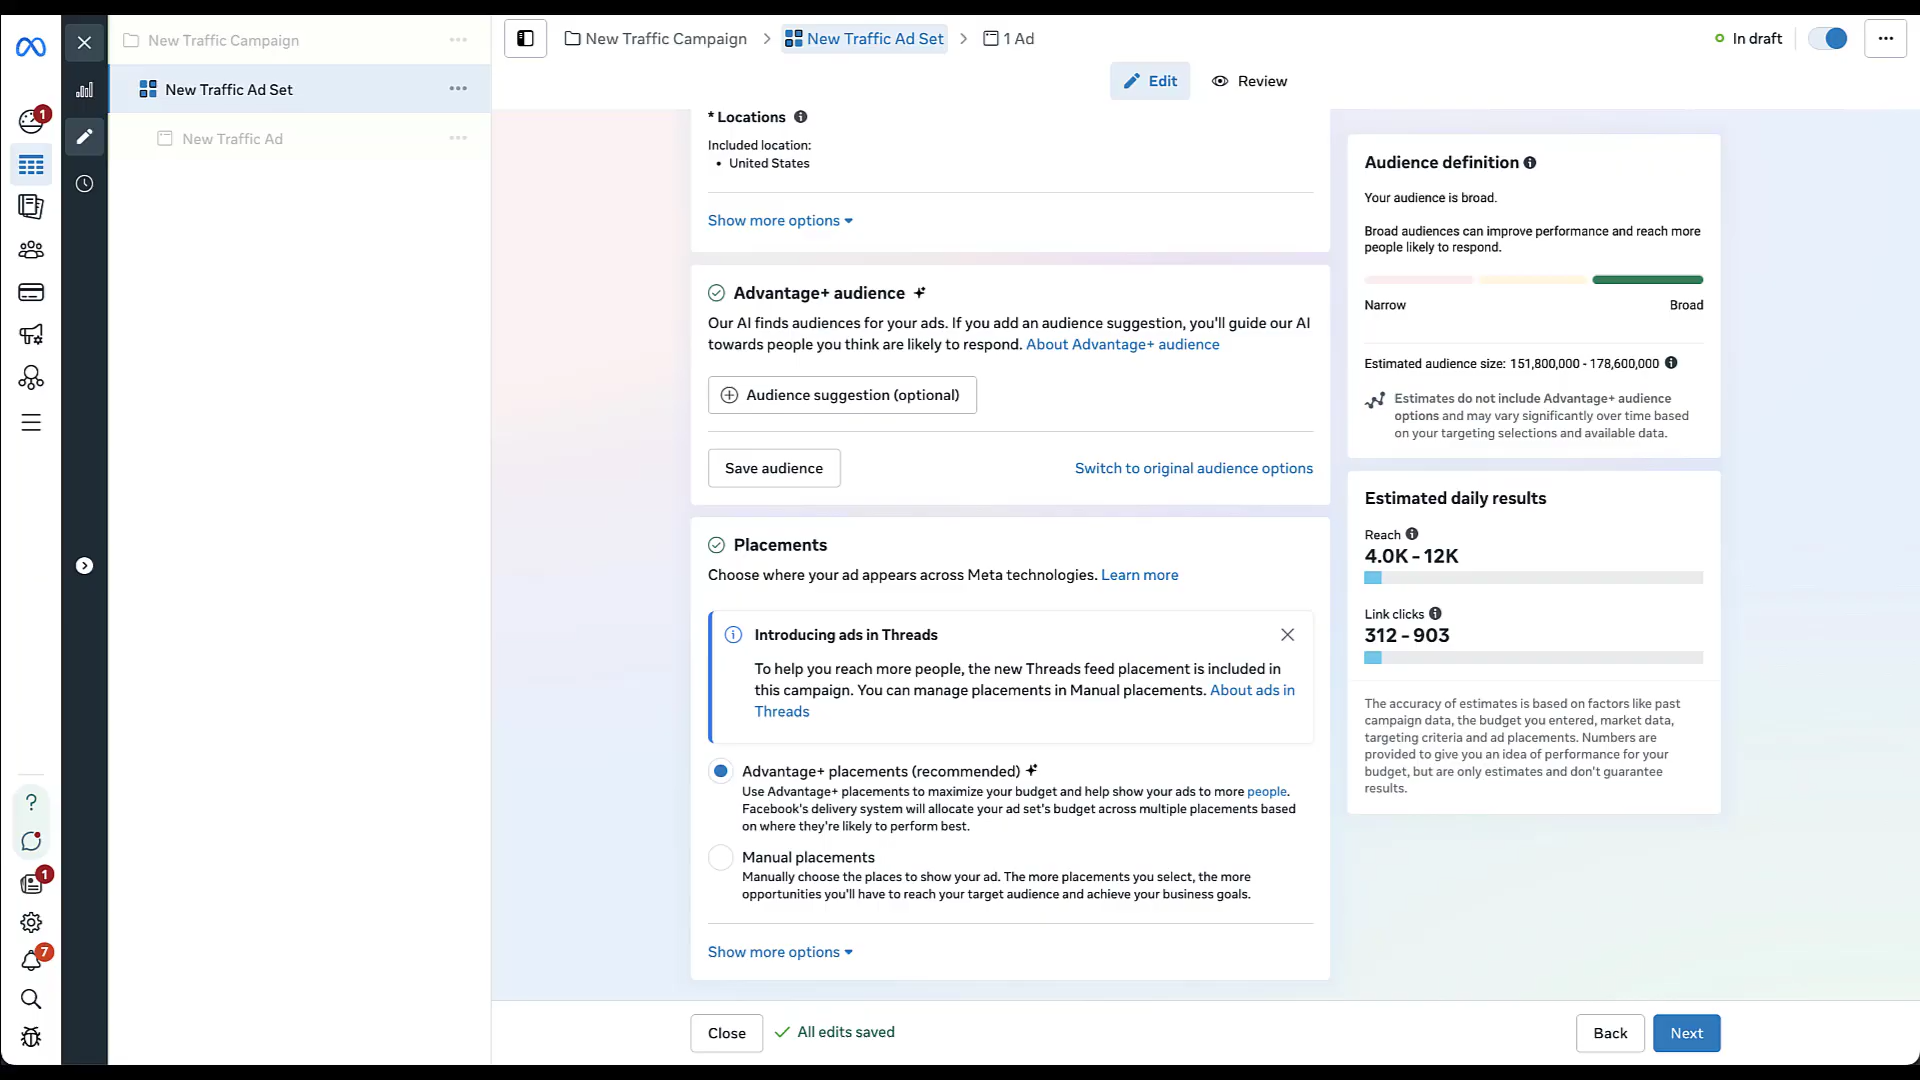 New Traffic Campaign
New Traffic Ad Set
New Traffic Ad
New Traffic Campaign > New Traffic Ad Set > 1 Ad
In draft
Edit
Review
1
1
7
* Locations
Included location:
• United States
Show more options
Advantage+ audience
Our AI finds audiences for your ads. If you add an audience suggestion, you'll guide our AI
towards people you think are likely to respond. About Advantage+ audience
Audience suggestion (optional)
Save audience
Switch to original audience options
Placements
Choose where your ad appears across Meta technologies. Learn more
Introducing ads in Threads
To help you reach more people, the new Threads feed placement is included in
this campaign. You can manage placements in Manual placements. About ads in
Threads
Advantage+ placements (recommended)
Use Advantage+ placements to maximize your budget and help show your ads to more people.
Facebook's delivery system will allocate your ad set's budget across multiple placements based
on where they're likely to perform best.
Manual placements
Manually choose the places to show your ad. The more placements you select, the more
opportunities you'll have to reach your target audience and achieve your business goals.
Show more options
Audience definition
Your audience is broad.
Broad audiences can improve performance and reach more
people likely to respond.
Narrow
Broad
Estimated audience size: 151,800,000 - 178,600,000
Estimates do not include Advantage+ audience
options and may vary significantly over time based
on your targeting selections and available data.
Estimated daily results
Reach
4.0K - 12K
Link clicks
312 - 903
The accuracy of estimates is based on factors like past
campaign data, the budget you entered, market data,
targeting criteria and ad placements. Numbers are
provided to give you an idea of performance for your
budget, but are only estimates and don't guarantee
results.
Close
All edits saved
Back
Next